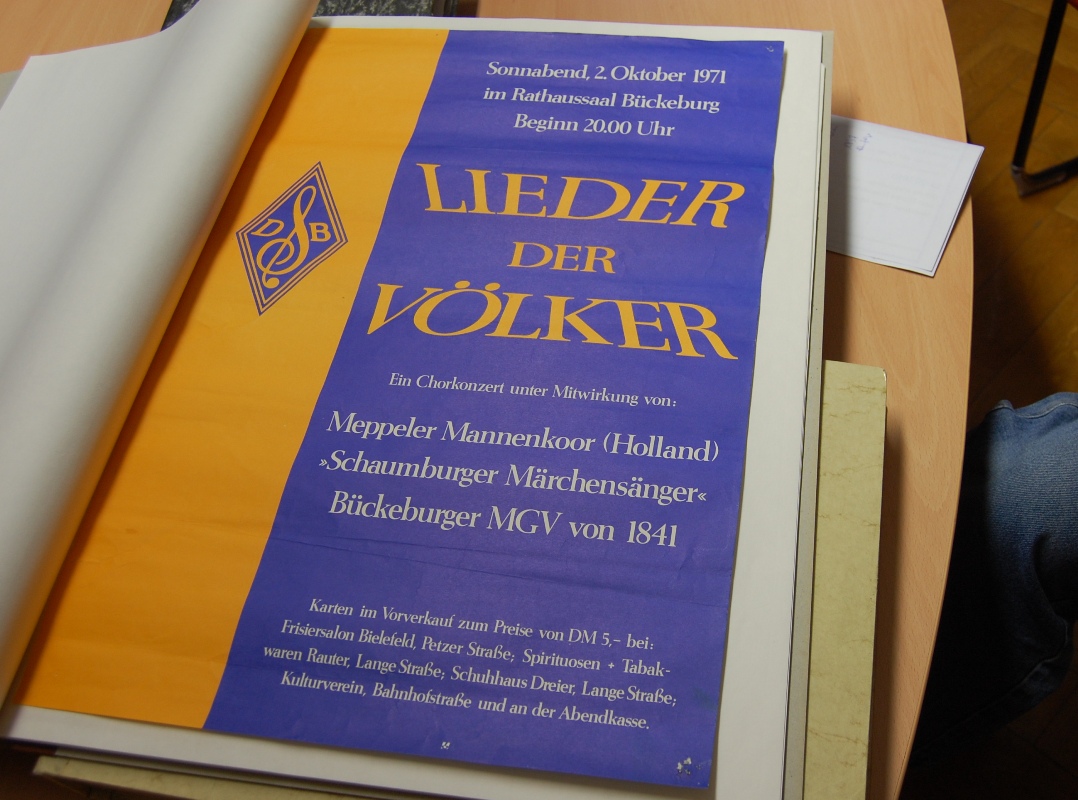 Sonnabend, 2. Oktober 1971
im Rathaussaal Bückeburg
Beginn 20.00 Uhr
LIEDER
DER
VÖLKER
D S B
Ein Chorkonzert unter Mitwirkung von:
Meppeler Mannenkoor (Holland)
»Schaumburger Märchensänger«
Bückeburger MGV von 1841
Karten im Vorverkauf zum Preise von DM 5,– bei:
Frisiersalon Bielefeld, Petzer Straße; Spirituosen + Tabak-
waren Rauter, Lange Straße; Schuhhaus Dreier, Lange Straße;
Kulturverein, Bahnhofstraße und an der Abendkasse.